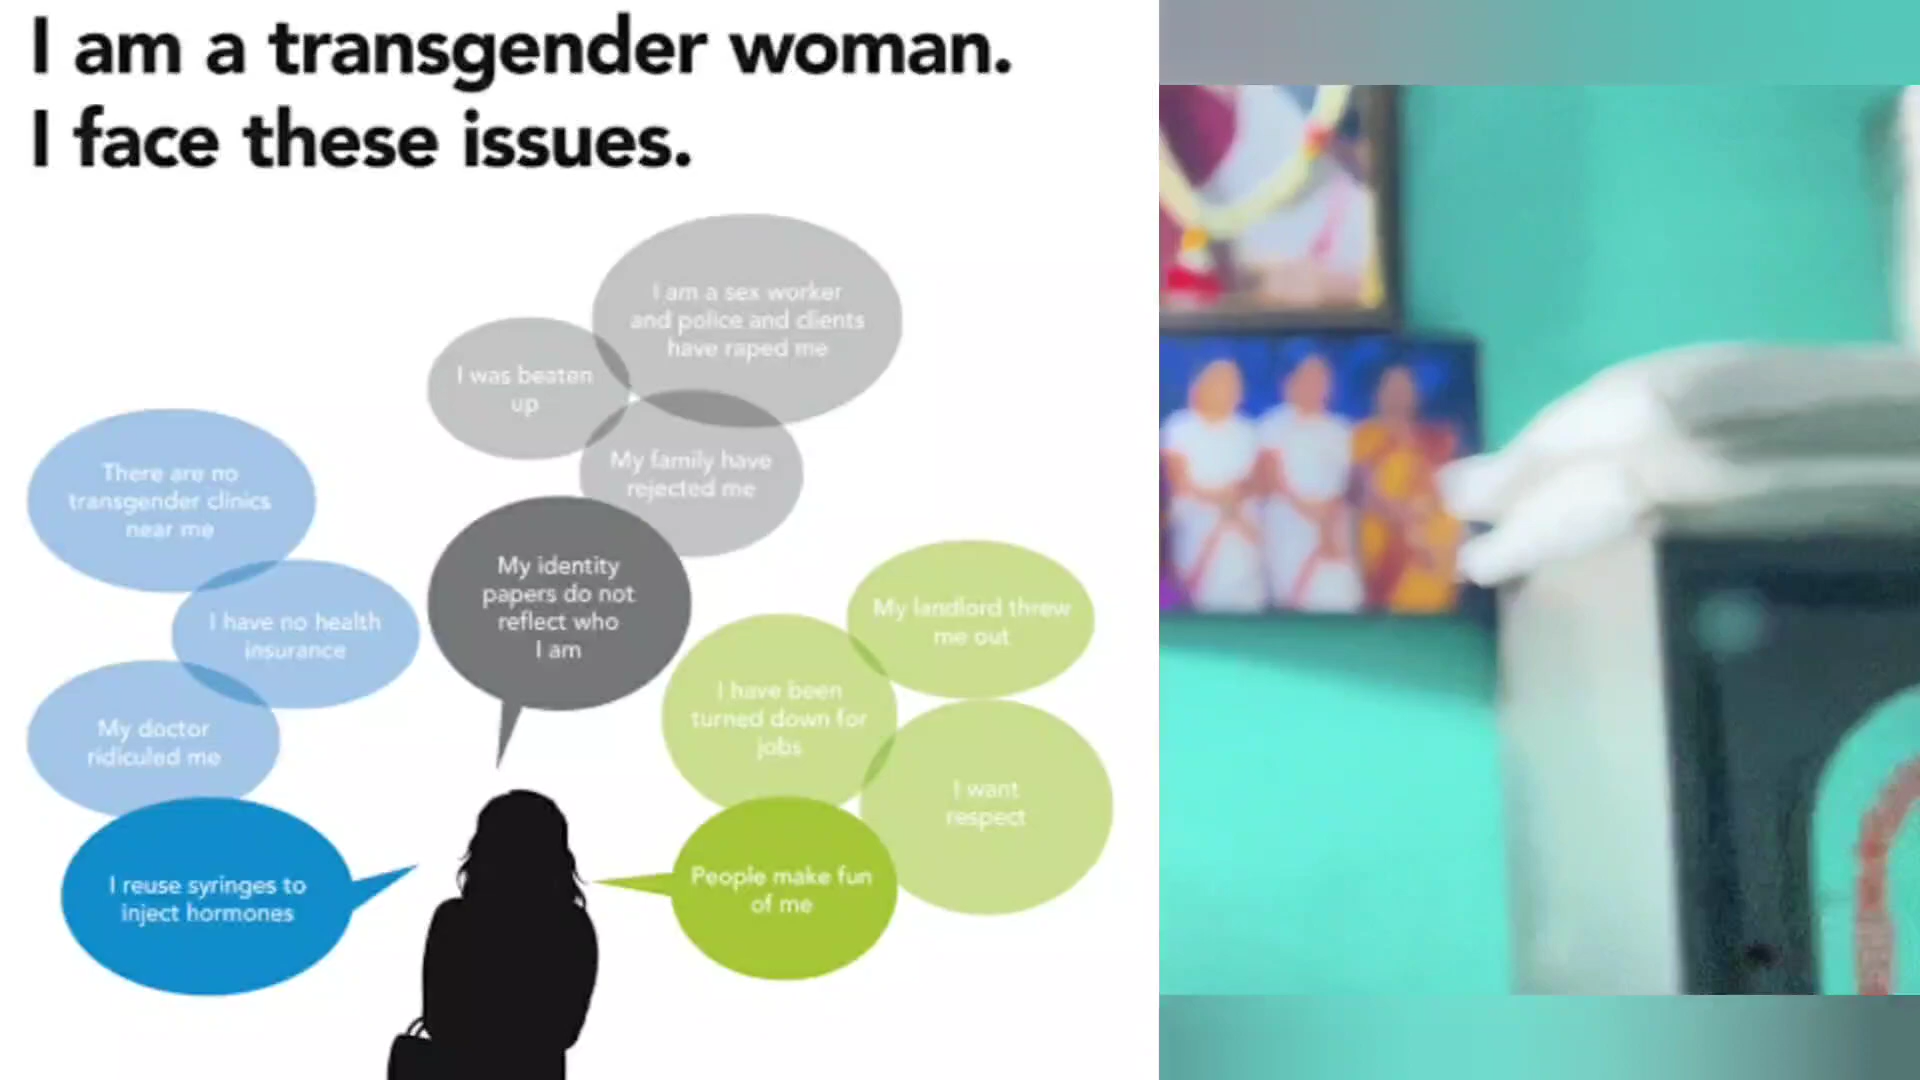 I am a transgender woman.
I face these issues.
I am a sex worker
and police and clients
have raped me
I was beaten
up
My family have
rejected me
There are no
transgender clinics
near me
My identity
papers do not
reflect who
I am
I have no health
insurance
My landlord threw
me out
I have been
turned down for
jobs
My doctor
ridiculed me
I want
respect
I reuse syringes to
inject hormones
People make fun
of me